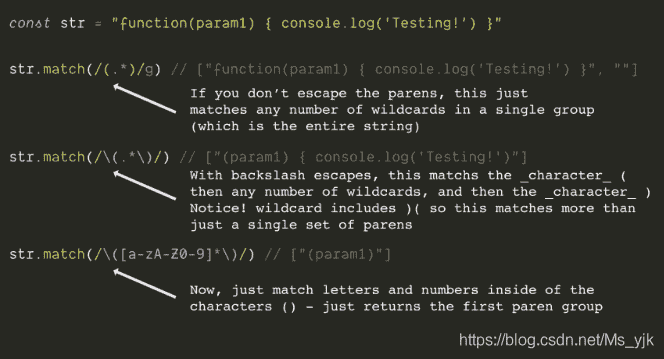 const str = "function(param1) { console.log('Testing!') }"
str.match(/(.*)/g) // ["function(param1) { console.log('Testing!') }", ""]
If you don't escape the parens, this just
matches any number of wildcards in a single group
(which is the entire string)
str.match(/\(.*\)/) // ["(param1) { console.log('Testing!')"]
With backslash escapes, this matchs the _character_ (
then any number of wildcards, and then the _character_ )
Notice! wildcard includes )( so this matches more than
just a single set of parens
str.match(/\([a-zA-Z0-9]*\)/) // ["(param1)"]
Now, just match letters and numbers inside of the
characters () - just returns the first paren group
https://blog.csdn.net/Ms_yjk